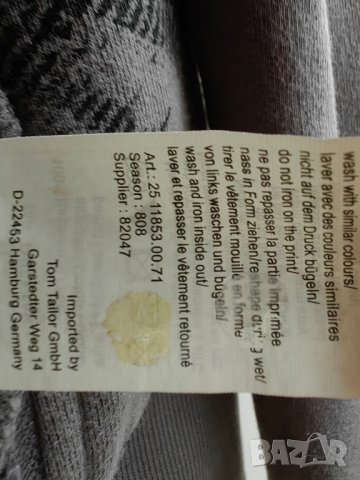 wash with similar colours/
laver avec des couleurs similaires
nicht auf dem Druck bügeln/
do not iron on the print/
ne pas repasser la partie imprimée
nass in Form ziehen/reshape during wet/
tirer le vêtement mouillé en forme
von links waschen und bügeln/
wash and iron inside out/
laver et repasser le vêtement retourné
Art.: 25 11853.00.71
Season : 808
Supplier : 82047
Imported by
Tom Tailor GmbH
Garstedter Weg 14
D-22453 Hamburg Germany
BAZAR